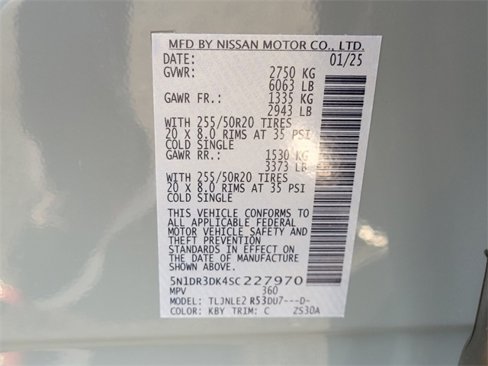 MFD BY NISSAN MOTOR CO., LTD.
DATE: 01/25
GVWR: 2750 KG
6063 LB
GAWR FR.: 1335 KG
2943 LB
WITH 255/50R20 TIRES
20 X 8.0 RIMS AT 35 PSI
COLD SINGLE
GAWR RR.: 1530 KG
3373 LB
WITH 255/50R20 TIRES
20 X 8.0 RIMS AT 35 PSI
COLD SINGLE
THIS VEHICLE CONFORMS TO
ALL APPLICABLE FEDERAL
MOTOR VEHICLE SAFETY AND
THEFT PREVENTION
STANDARDS IN EFFECT ON
THE DATE OF MANUFACTURE
SHOWN ABOVE.
5N1DR3DK4SC227970
MPV 360
MODEL: TLJNLE2 R53DU7---D-
COLOR: KBY TRIM: C ZS30A